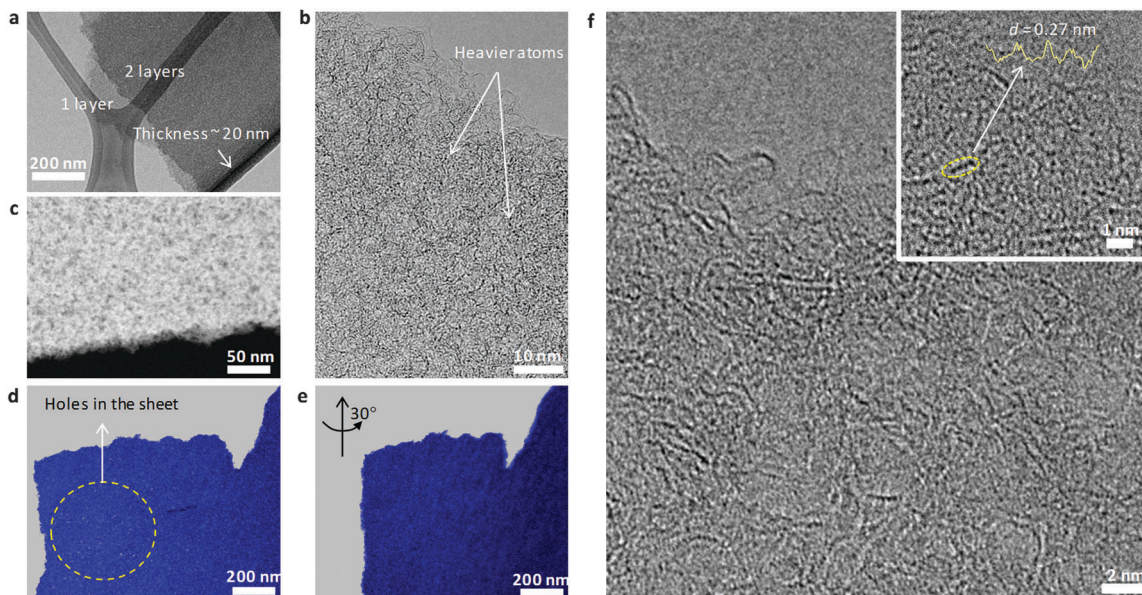 a
2 layers
1 layer
Thickness ~ 20 nm
200 nm
b
Heavier atoms
10 nm
c
50 nm
d
Holes in the sheet
200 nm
e
30°
200 nm
f
d = 0.27 nm
1 nm
2 nm